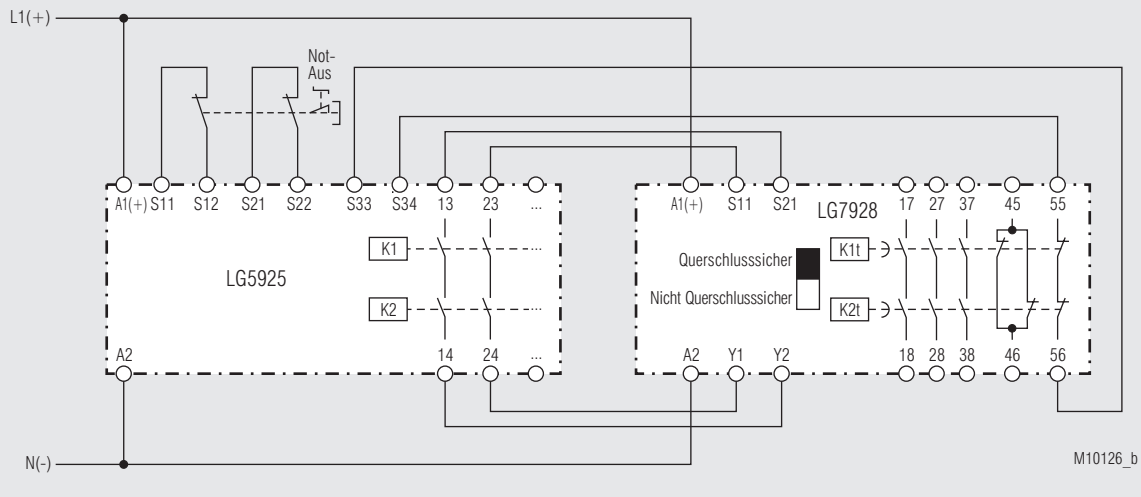 L1(+)
Not-
Aus
A1(+) S11 S12 S21 S22 S33 S34 13 23 ...
A1(+) S11 S21 17 27 37 45 55
LG7928
K1 ...
K1t
Querschlusssicher
LG5925
Nicht Querschlusssicher
K2 ...
K2t
A2 14 24 ...
A2 Y1 Y2 18 28 38 46 56
N(-)
M10126_b